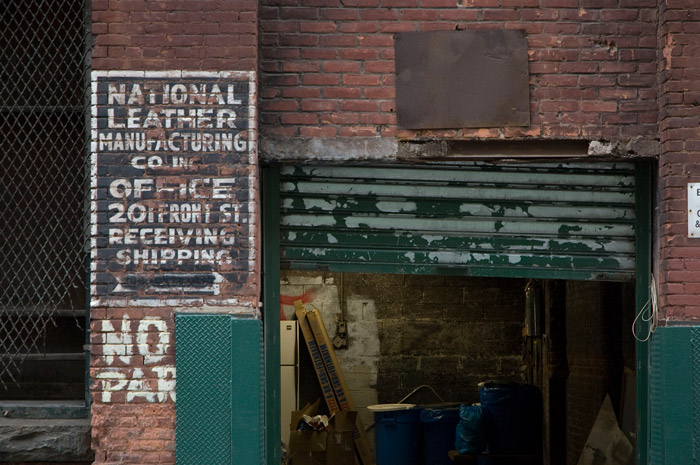 NATIONAL
LEATHER
MANUFACTURING
CO. INC.
OFFICE
201 FRONT ST.
RECEIVING
SHIPPING
NO
PAR